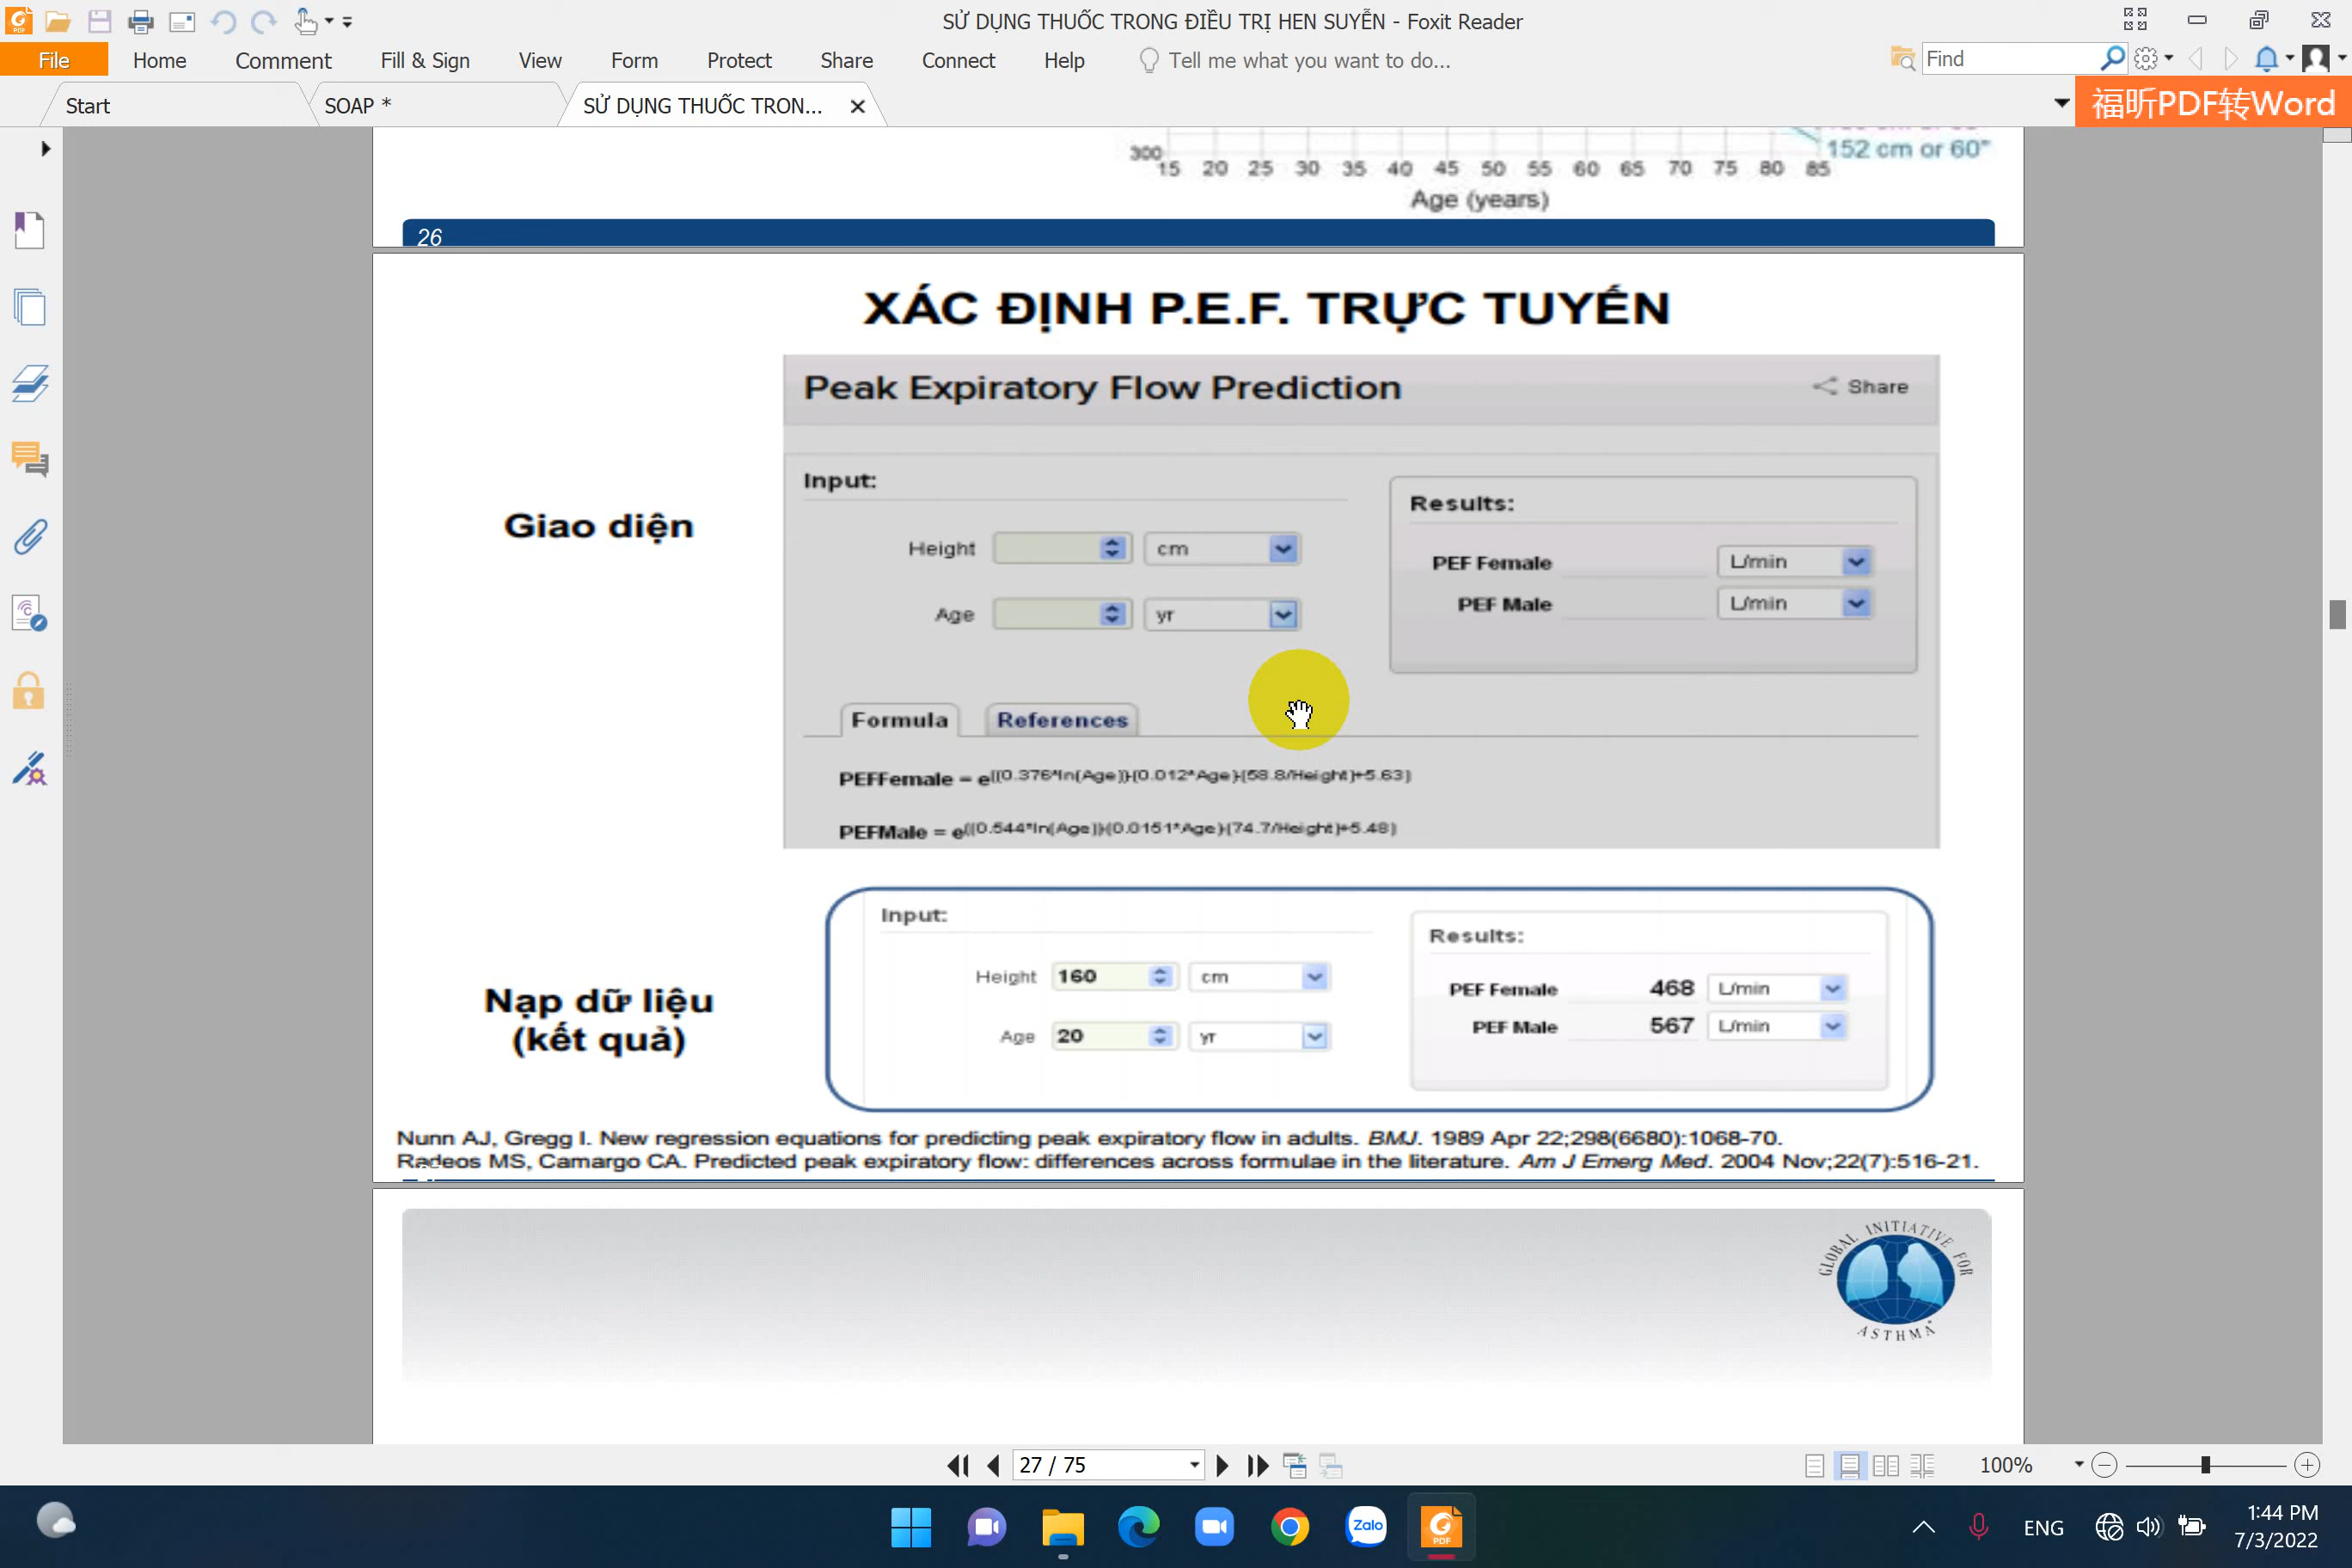 SỬ DỤNG THUỐC TRONG ĐIỀU TRỊ HEN SUYỄN - Foxit Reader
File Home Comment Fill & Sign View Form Protect Share Connect Help Tell me what you want to do... Find
Start SOAP * SỬ DỤNG THUỐC TRON... 福昕PDF转Word
152 cm or 60"
300
15 20 25 30 35 40 45 50 55 60 65 70 75 80 85
Age (years)
26
XÁC ĐỊNH P.E.F. TRỰC TUYẾN
Peak Expiratory Flow Prediction Share
Input:
Results:
Giao diện
Height cm
PEF Female L/min
Age yr
PEF Male L/min
Formula References
PEFFemale = e((0.376*ln(Age))-(0.012*Age)-(58.8/Height)+5.63)
PEFMale = e((0.544*ln(Age))-(0.0151*Age)-(74.7/Height)+5.48)
Input:
Results:
Height 160 cm
PEF Female 468 L/min
Nạp dữ liệu
(kết quả)
Age 20 yr
PEF Male 567 L/min
Nunn AJ, Gregg I. New regression equations for predicting peak expiratory flow in adults. BMJ. 1989 Apr 22;298(6680):1068-70.
Radeos MS, Camargo CA. Predicted peak expiratory flow: differences across formulae in the literature. Am J Emerg Med. 2004 Nov;22(7):516-21.
GLOBAL INITIATIVE FOR
ASTHMA
27 / 75 100%
Zalo
ENG
1:44 PM
7/3/2022